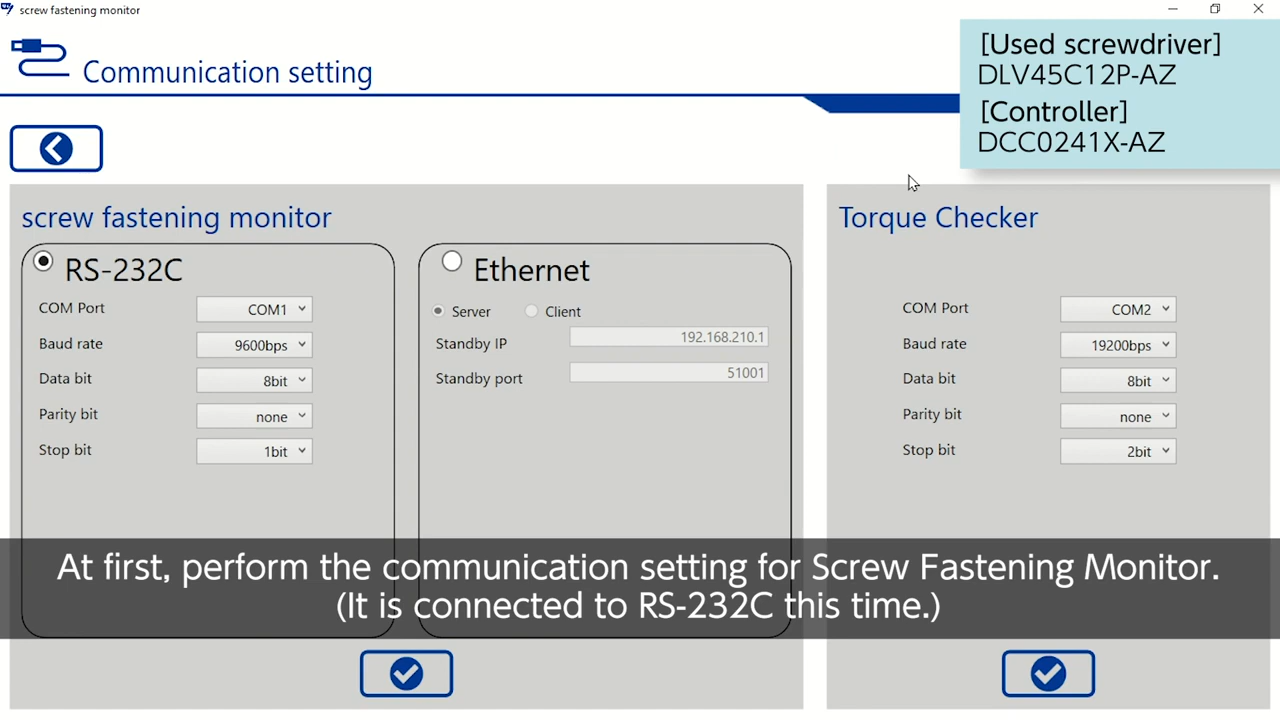 screw fastening monitor
Communication setting
[Used screwdriver]
DLV45C12P-AZ
[Controller]
DCC0241X-AZ
screw fastening monitor
RS-232C
COM Port COM1
Baud rate 9600bps
Data bit 8bit
Parity bit none
Stop bit 1bit
Ethernet
Server Client
Standby IP 192.168.210.1
Standby port 51001
Torque Checker
COM Port COM2
Baud rate 19200bps
Data bit 8bit
Parity bit none
Stop bit 2bit
At first, perform the communication setting for Screw Fastening Monitor.
(It is connected to RS-232C this time.)